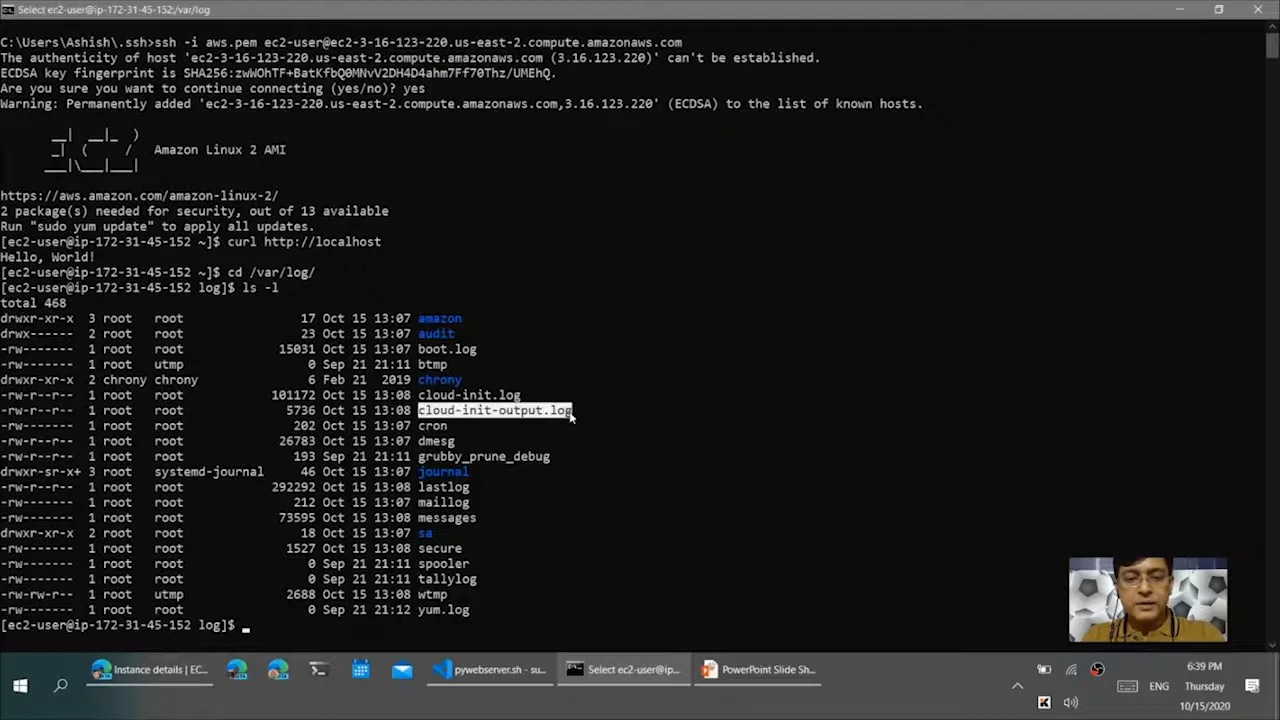 Select ec2-user@ip-172-31-45-152:/var/log
C:\Users\Ashish\.ssh>ssh -i aws.pem ec2-user@ec2-3-16-123-220.us-east-2.compute.amazonaws.com
The authenticity of host 'ec2-3-16-123-220.us-east-2.compute.amazonaws.com (3.16.123.220)' can't be established.
ECDSA key fingerprint is SHA256:zwWOhTF+BatKfbQ0MNvV2DH4D4ahm7Ff70Thz/UMEhQ.
Are you sure you want to continue connecting (yes/no)? yes
Warning: Permanently added 'ec2-3-16-123-220.us-east-2.compute.amazonaws.com,3.16.123.220' (ECDSA) to the list of known hosts.
__|  __|_  )
_|  (     /   Amazon Linux 2 AMI
___|\___|___|
https://aws.amazon.com/amazon-linux-2/
2 package(s) needed for security, out of 13 available
Run "sudo yum update" to apply all updates.
[ec2-user@ip-172-31-45-152 ~]$ curl http://localhost
Hello, World!
[ec2-user@ip-172-31-45-152 ~]$ cd /var/log/
[ec2-user@ip-172-31-45-152 log]$ ls -l
total 468
drwxr-xr-x 3 root root 17 Oct 15 13:07 amazon
drwx------ 2 root root 23 Oct 15 13:07 audit
-rw------- 1 root root 15031 Oct 15 13:07 boot.log
-rw------- 1 root utmp 0 Sep 21 21:11 btmp
drwxr-xr-x 2 chrony chrony 6 Feb 21 2019 chrony
-rw-r--r-- 1 root root 101172 Oct 15 13:08 cloud-init.log
-rw-r--r-- 1 root root 5736 Oct 15 13:08 cloud-init-output.log
-rw------- 1 root root 202 Oct 15 13:08 cron
-rw-r--r-- 1 root root 26783 Oct 15 13:07 dmesg
-rw-r--r-- 1 root root 193 Sep 21 21:11 grubby_prune_debug
drwxr-sr-x+ 3 root systemd-journal 46 Oct 15 13:07 journal
-rw-r--r-- 1 root root 292292 Oct 15 13:08 lastlog
-rw------- 1 root root 212 Oct 15 13:07 maillog
-rw------- 1 root root 73595 Oct 15 13:08 messages
drwxr-xr-x 2 root root 18 Oct 15 13:07 sa
-rw------- 1 root root 1527 Oct 15 13:08 secure
-rw------- 1 root root 0 Sep 21 21:11 spooler
-rw------- 1 root root 0 Sep 21 21:11 tallylog
-rw-rw-r-- 1 root utmp 2688 Oct 15 13:08 wtmp
-rw------- 1 root root 0 Sep 21 21:12 yum.log
[ec2-user@ip-172-31-45-152 log]$
Instance details | EC...
pywebserver.sh - su...
Select ec2-user@ip...
PowerPoint Slide Sh...
ENG
6:39 PM
Thursday
10/15/2020